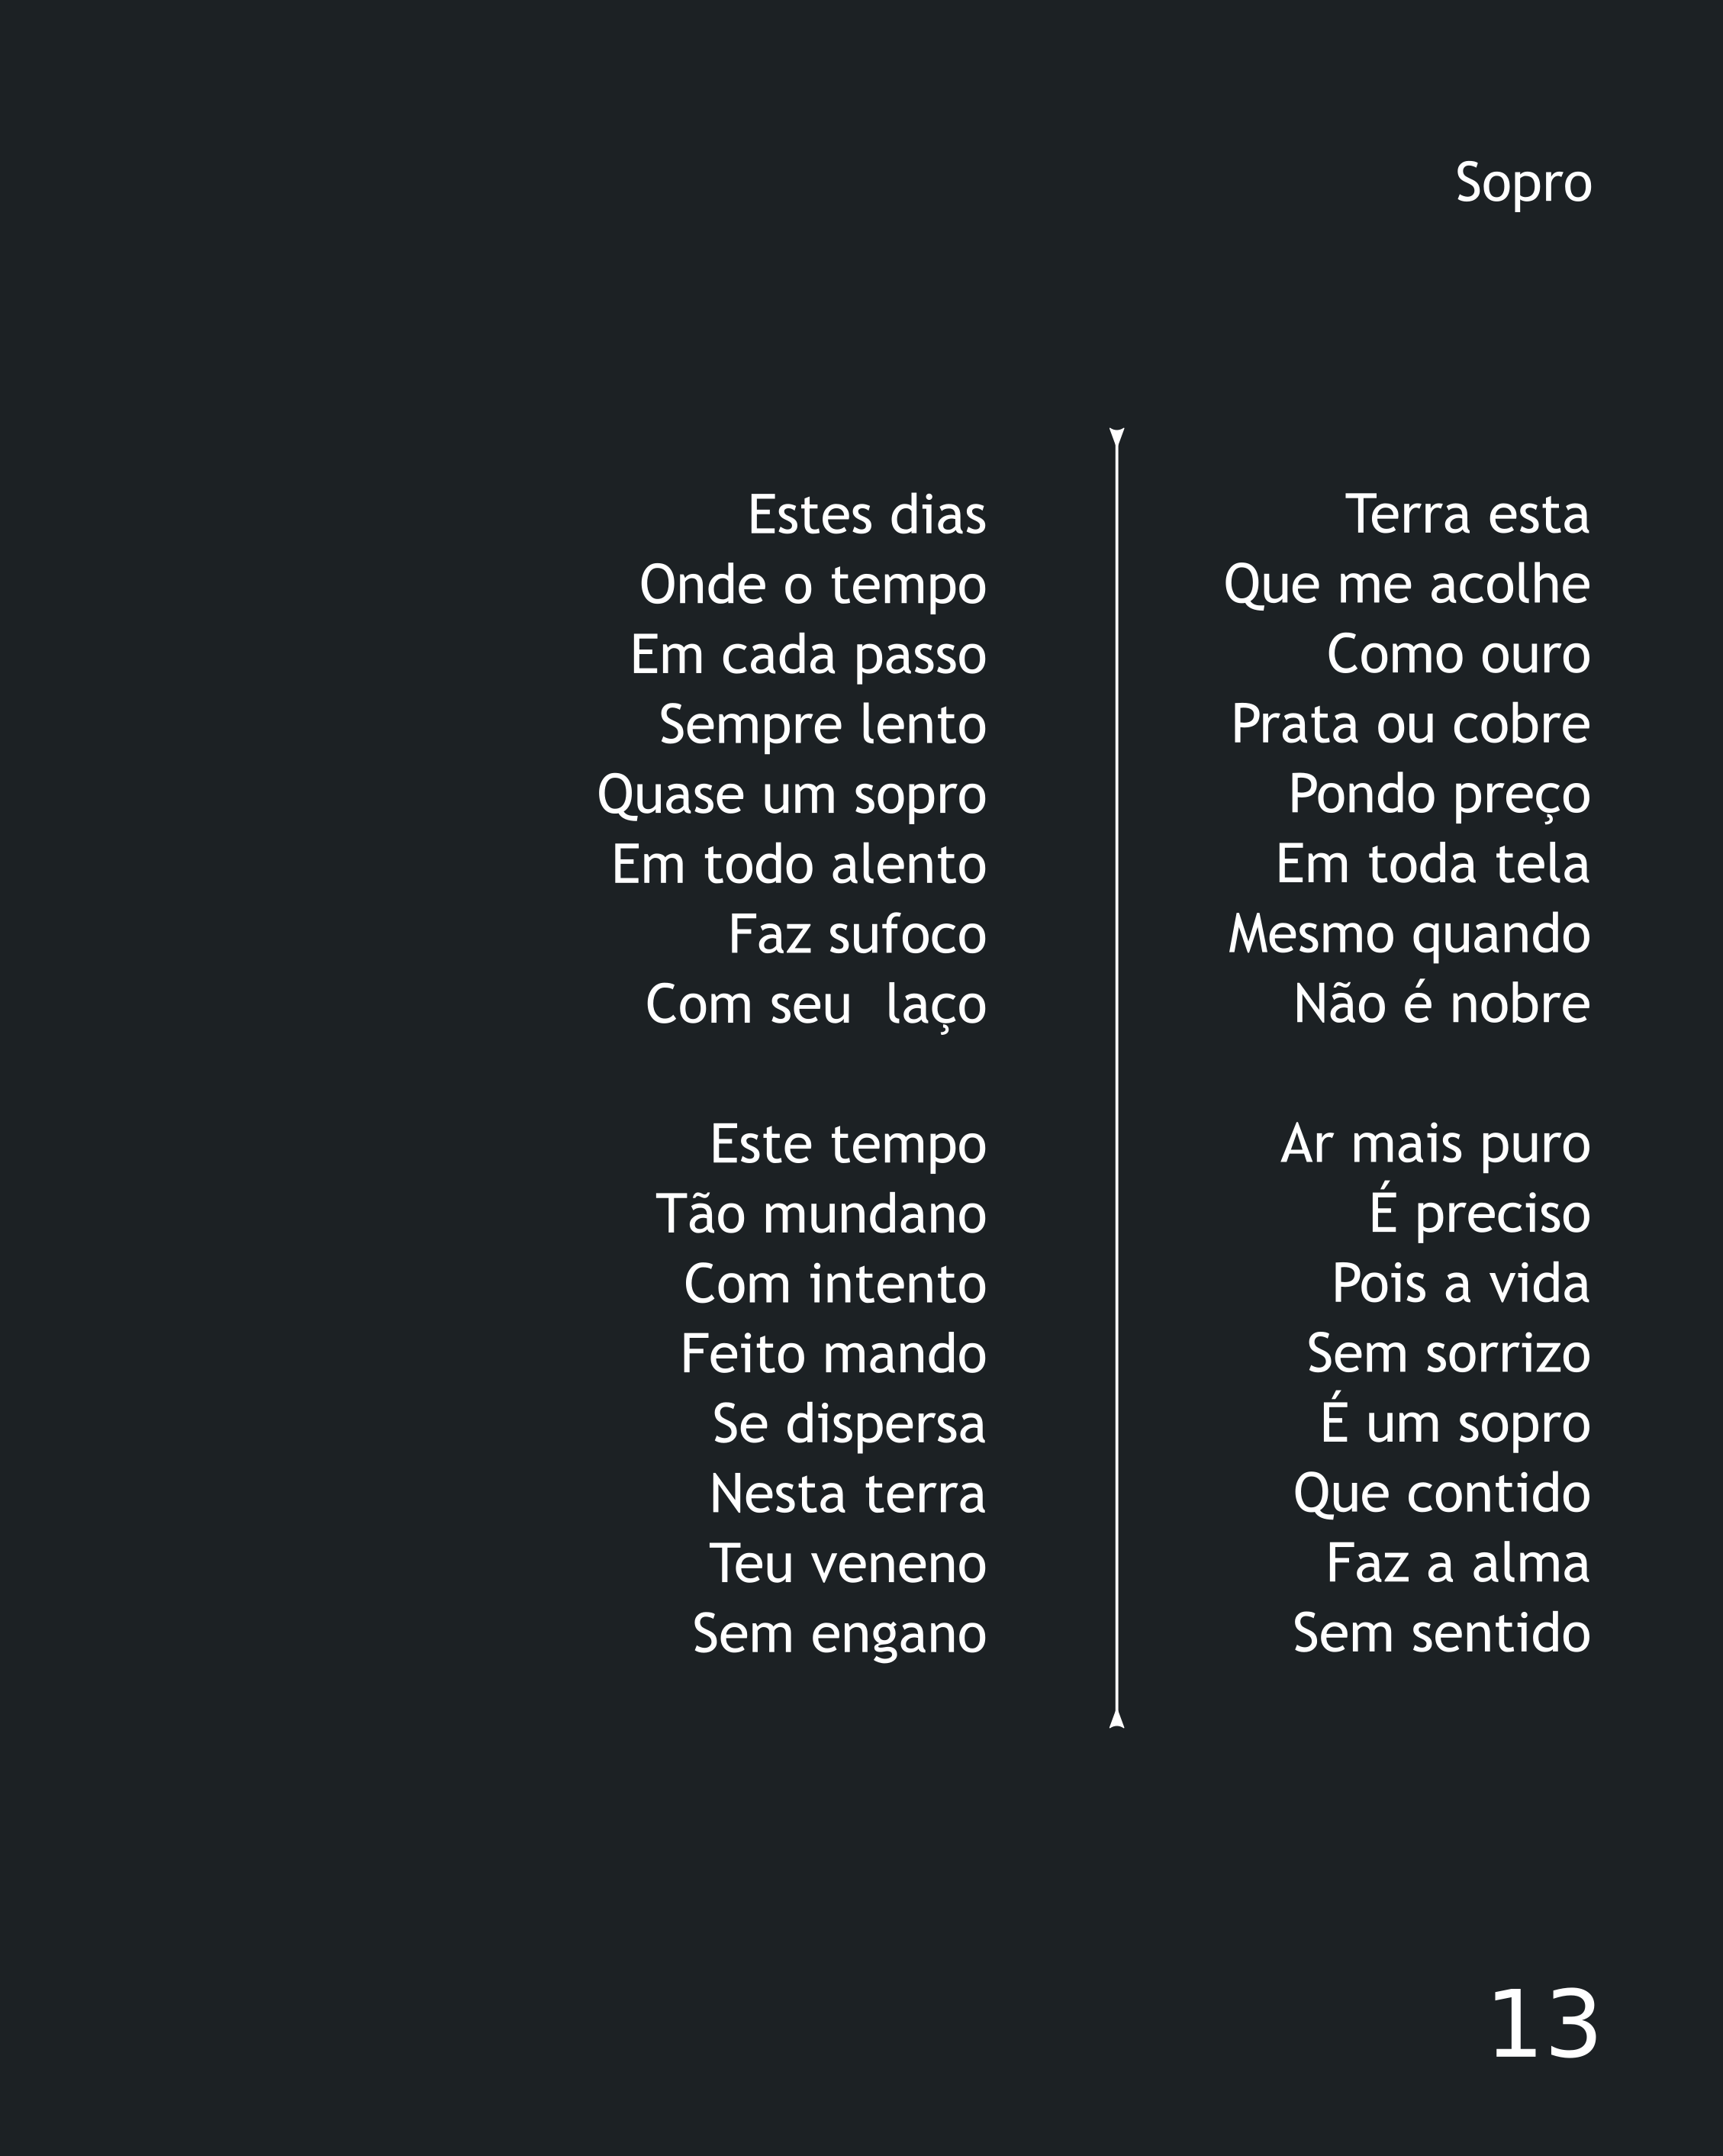 Sopro
Estes dias
Onde o tempo
Em cada passo
Sempre lento
Quase um sopro
Em todo alento
Faz sufoco
Com seu  laço
Este tempo
Tão mundano
Com intento
Feito mando
Se dispersa
Nesta terra
Teu veneno
Sem engano
Terra esta
Que me acolhe
Como ouro
Prata ou cobre
Pondo preço
Em toda tela
Mesmo quando
Não é nobre
Ar mais puro
É preciso
Pois a vida
Sem sorrizo
É um sopro
Que contido
Faz a alma
Sem sentido
13